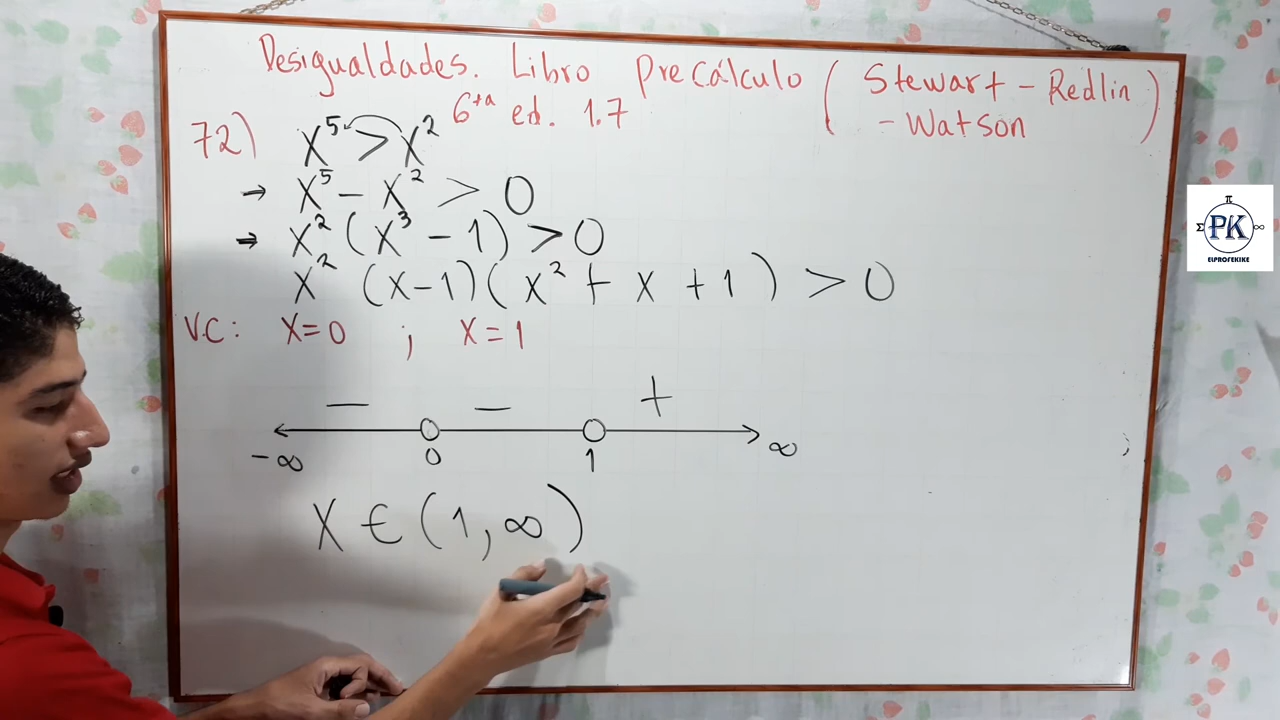 Desigualdades. Libro precálculo (Stewart - Redlin
6ta ed. 1.7 - Watson)
72) x⁵ > x²
⇒ x⁵ - x² > 0
⇒ x² (x³ - 1) > 0
x² (x-1)(x² + x + 1) > 0
V.C: x=0 ; x=1
- - +
-∞ 0 1 ∞
x ∈ (1, ∞)
π
Σ PK ∞
ELPROFEKIKE